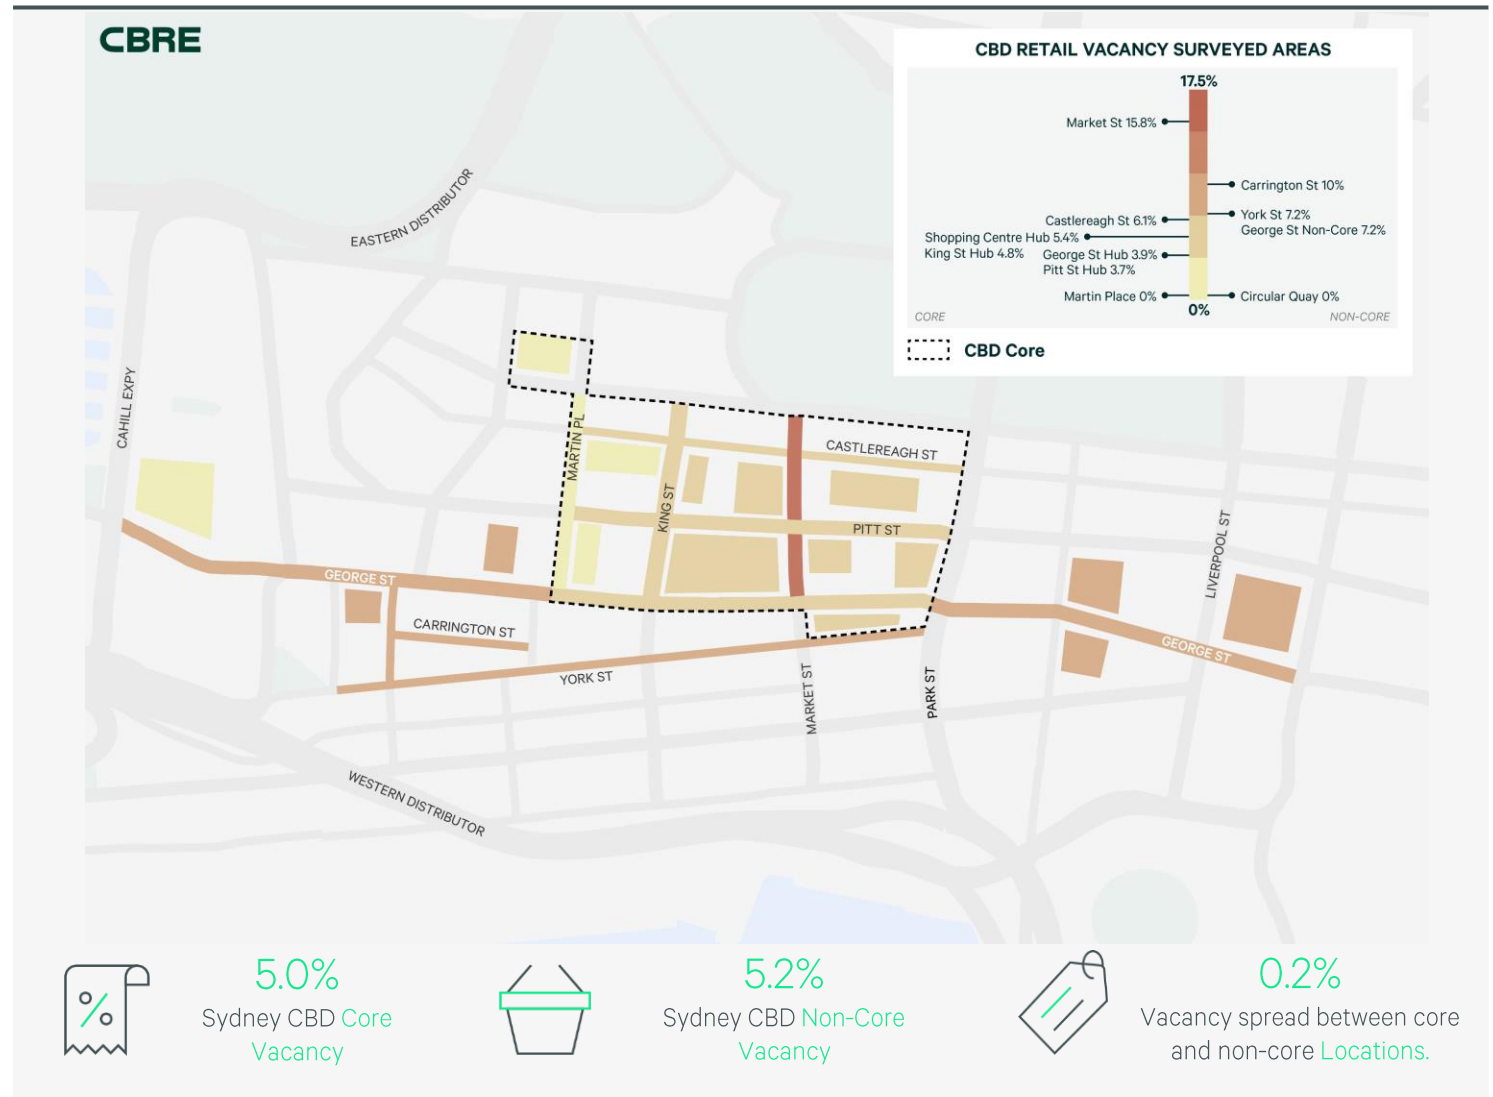 CBRE
CBD RETAIL VACANCY SURVEYED AREAS
17.5%
Market St 15.8%
Carrington St 10%
Castlereagh St 6.1%
York St 7.2%
George St Non-Core 7.2%
Shopping Centre Hub 5.4%
King St Hub 4.8%
George St Hub 3.9%
Pitt St Hub 3.7%
Martin Place 0%
Circular Quay 0%
0%
CORE
NON-CORE
CBD Core
EASTERN DISTRIBUTOR
CAHILL EXPY
MARTIN PL
CASTLEREAGH ST
KING ST
PITT ST
LIVERPOOL ST
GEORGE ST
CARRINGTON ST
GEORGE ST
YORK ST
MARKET ST
PARK ST
WESTERN DISTRIBUTOR
%
5.0%
Sydney CBD Core
Vacancy
5.2%
Sydney CBD Non-Core
Vacancy
0.2%
Vacancy spread between core
and non-core Locations.